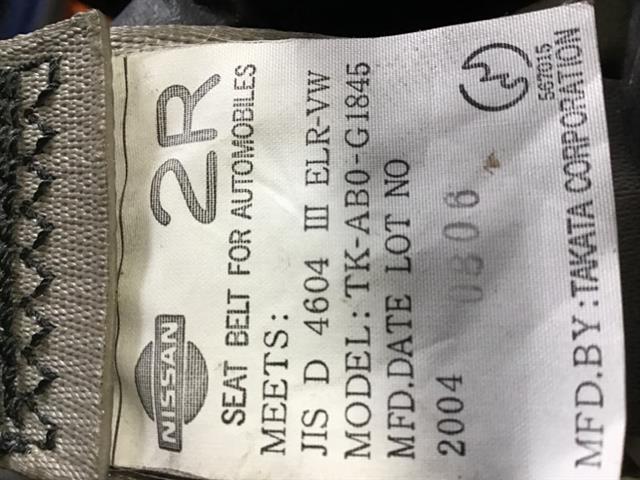 NISSAN 2R
SEAT BELT FOR AUTOMOBILES
MEETS:
JIS D 4604 III ELR-VW
MODEL: TK-AB0-G1845
MFD.DATE LOT NO
2004 0306
567015
MFD.BY:TAKATA CORPORATION